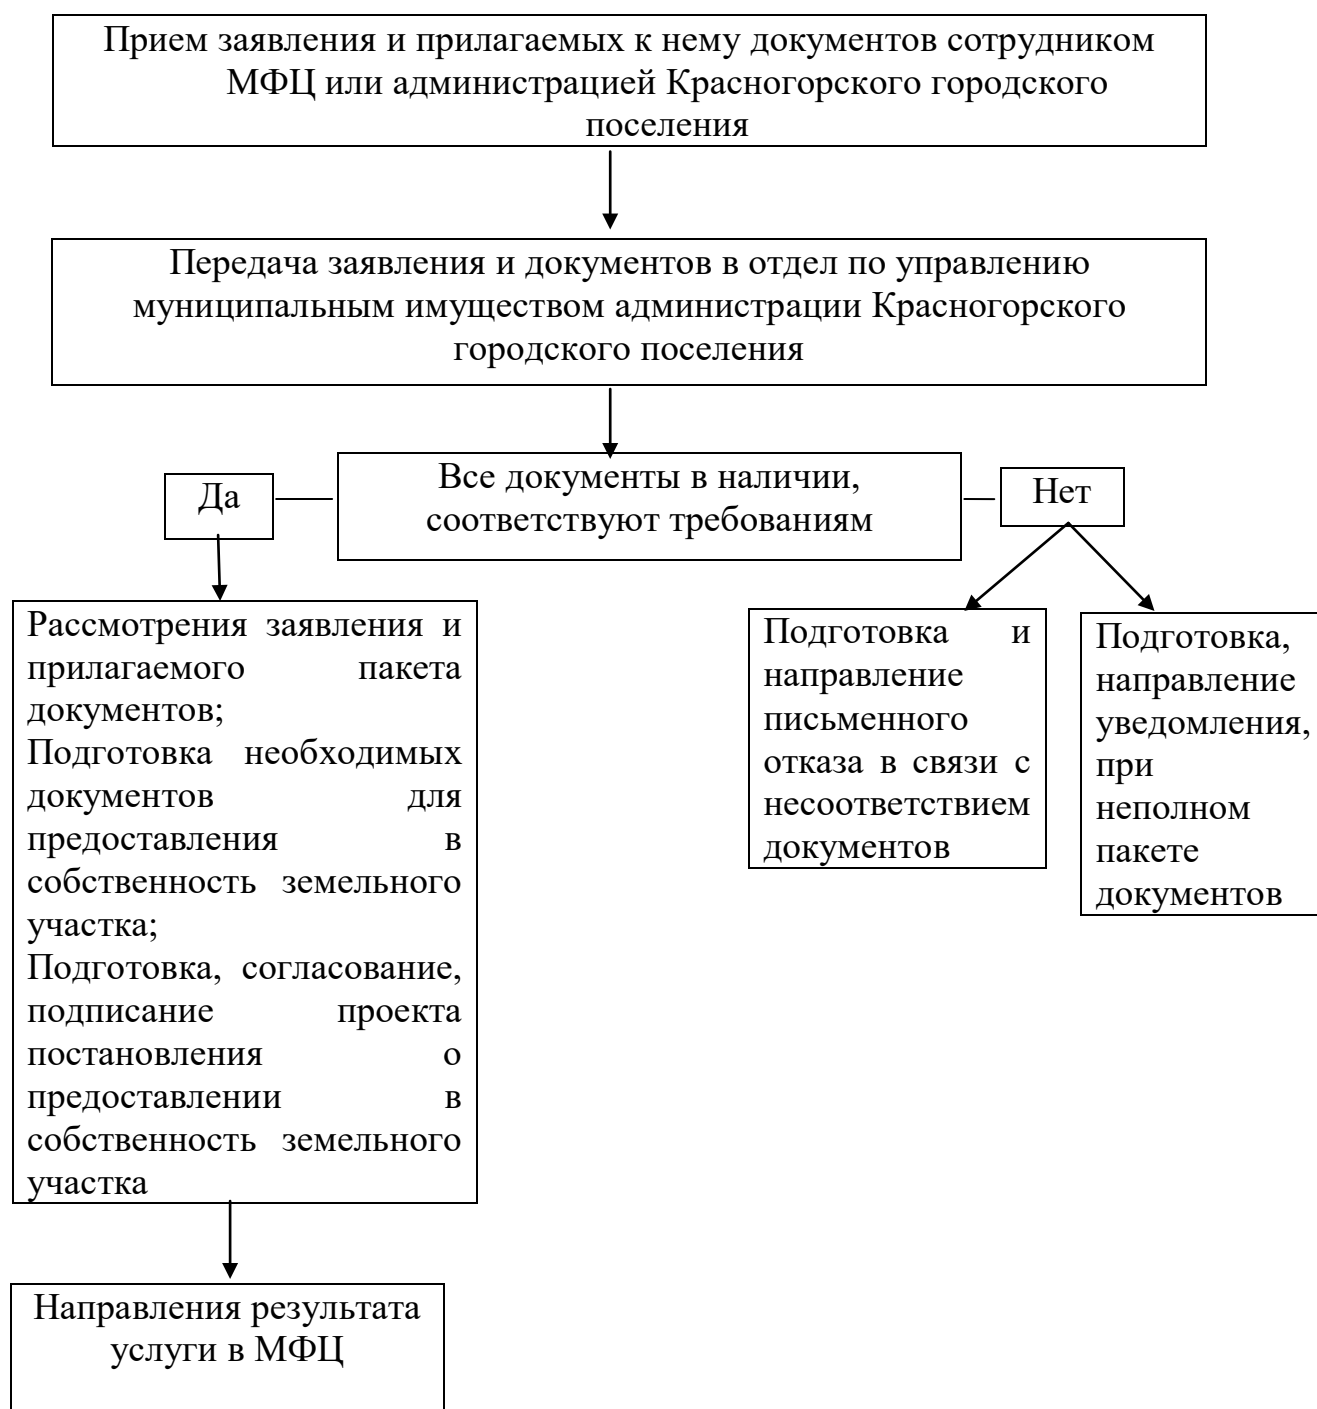 Прием заявления и прилагаемых к нему документов сотрудником
МФЦ или администрацией Красногорского городского
поселения
Передача заявления и документов в отдел по управлению
муниципальным имуществом администрации Красногорского
городского поселения
Все документы в наличии,
соответствуют требованиям
Да
Нет
Рассмотрения заявления и
прилагаемого пакета
документов;
Подготовка необходимых
документов для
предоставления в
собственность земельного
участка;
Подготовка, согласование,
подписание проекта
постановления о
предоставлении в
собственность земельного
участка
Подготовка и
направление
письменного
отказа в связи с
несоответствием
документов
Подготовка,
направление
уведомления,
при
неполном
пакете
документов
Направления результата
услуги в МФЦ